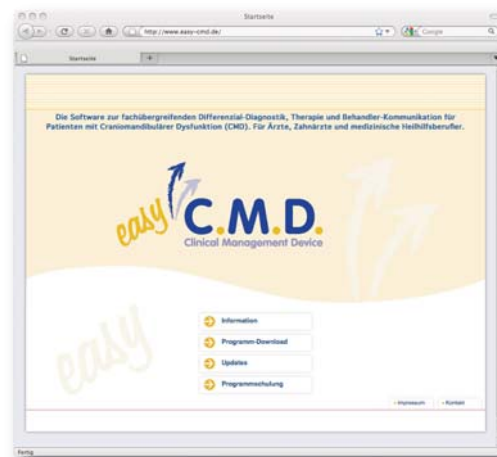 Startseite
http://www.easy-cmd.de/
Google
Startseite
Die Software zur fachübergreifenden Differenzial-Diagnostik, Therapie und Behandler-Kommunikation für
Patienten mit Craniomandibulärer Dysfunktion (CMD). Für Ärzte, Zahnärzte und medizinische Heilhilfsberufler.
easy C.M.D.
Clinical Management Device
easy
Information
Programm-Download
Updates
Programmschulung
Impressum
Kontakt
Fertig